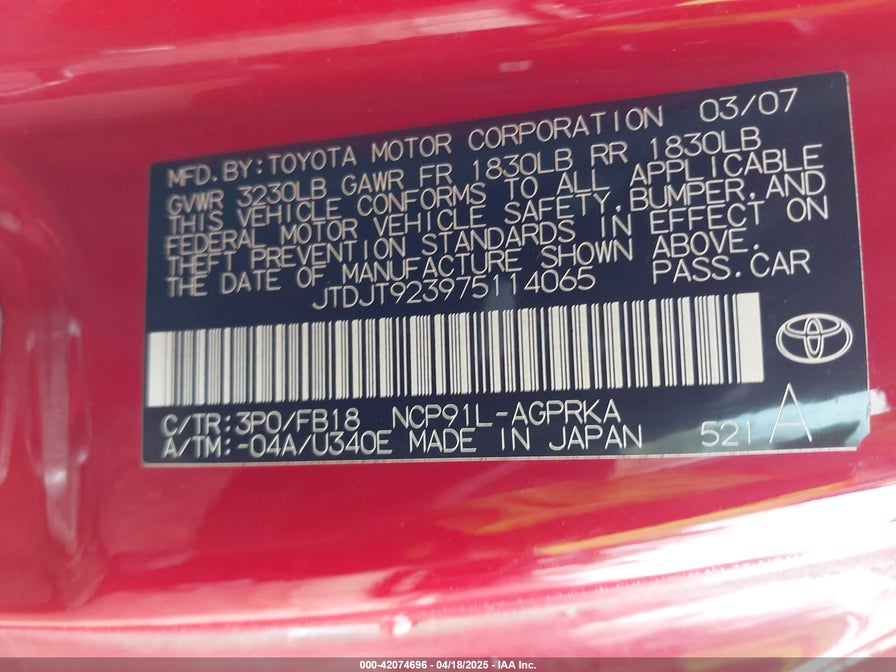 MFD.BY:TOYOTA MOTOR CORPORATION 03/07
GVWR 3230LB GAWR FR 1830LB RR 1830LB
THIS VEHICLE CONFORMS TO ALL APPLICABLE
FEDERAL MOTOR VEHICLE SAFETY,BUMPER,AND
THEFT PREVENTION STANDARDS IN EFFECT ON
THE DATE OF MANUFACTURE SHOWN ABOVE.
JTDJT923975114065 PASS.CAR
C/TR:3P0/FB18 NCP91L-AGPRKA
A/TM:-04A/U340E MADE IN JAPAN 521 A
000-42074696 - 04/18/2025 - IAA Inc.